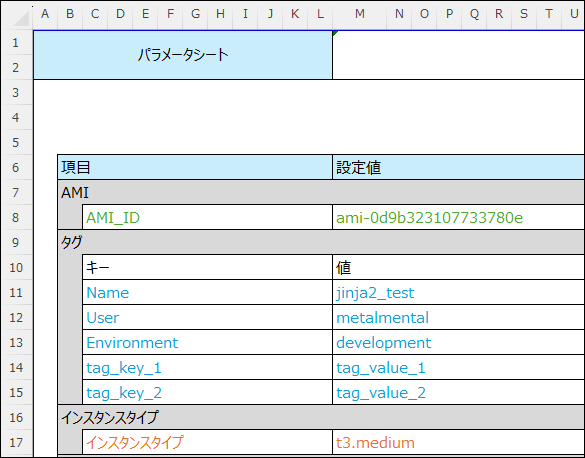 A B C D E F G H I J K L M N O P Q R S T U
1 パラメータシート
2
3
4
5
6 項目 設定値
7 AMI
8 AMI_ID ami-0d9b323107733780e
9 タグ
10 キー 値
11 Name jinja2_test
12 User metalmental
13 Environment development
14 tag_key_1 tag_value_1
15 tag_key_2 tag_value_2
16 インスタンスタイプ
17 インスタンスタイプ t3.medium